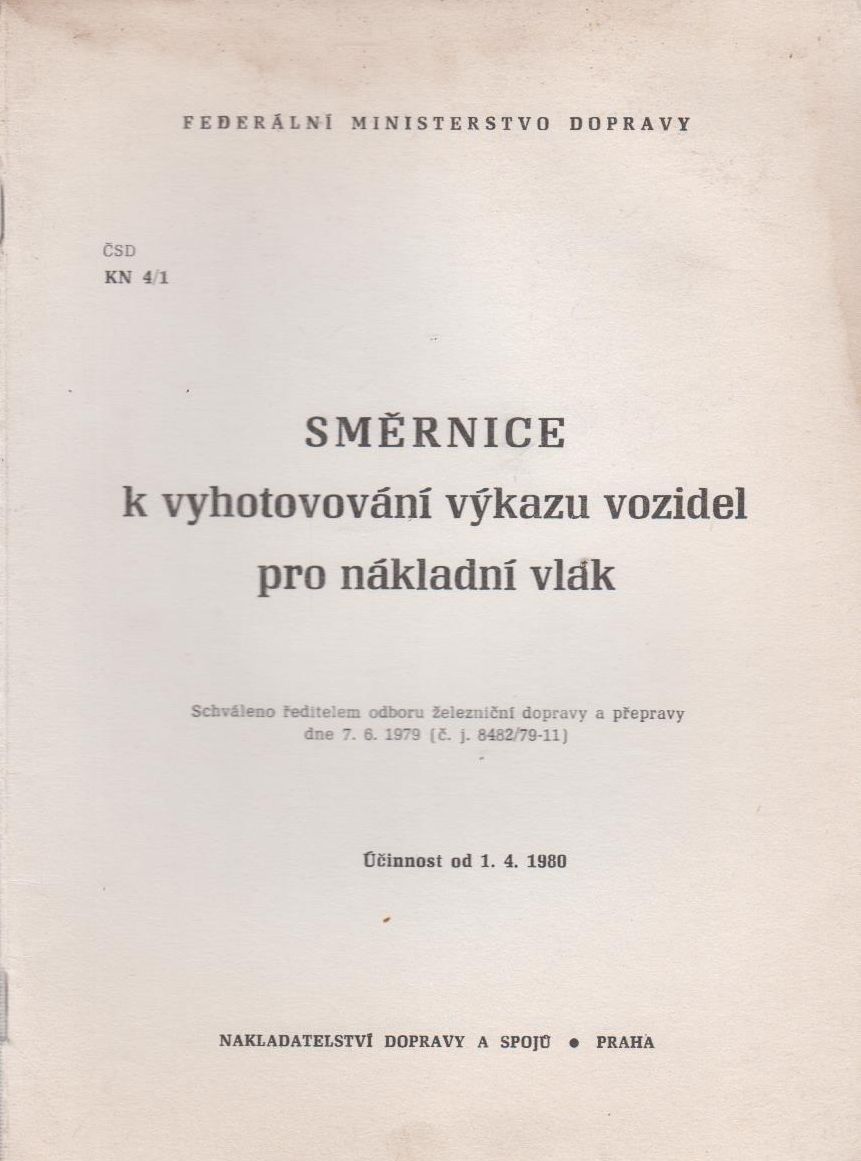 FEDERÁLNÍ MINISTERSTVO DOPRAVY
ČSD
KN 4/1
SMĚRNICE
k vyhotovování výkazu vozidel
pro nákladní vlak
Schváleno ředitelem odboru železniční dopravy a přepravy
dne 7. 6. 1979 (č. j. 8482/79-11)
Účinnost od 1. 4. 1980
NAKLADATELSTVÍ DOPRAVY A SPOJŮ ● PRAHA